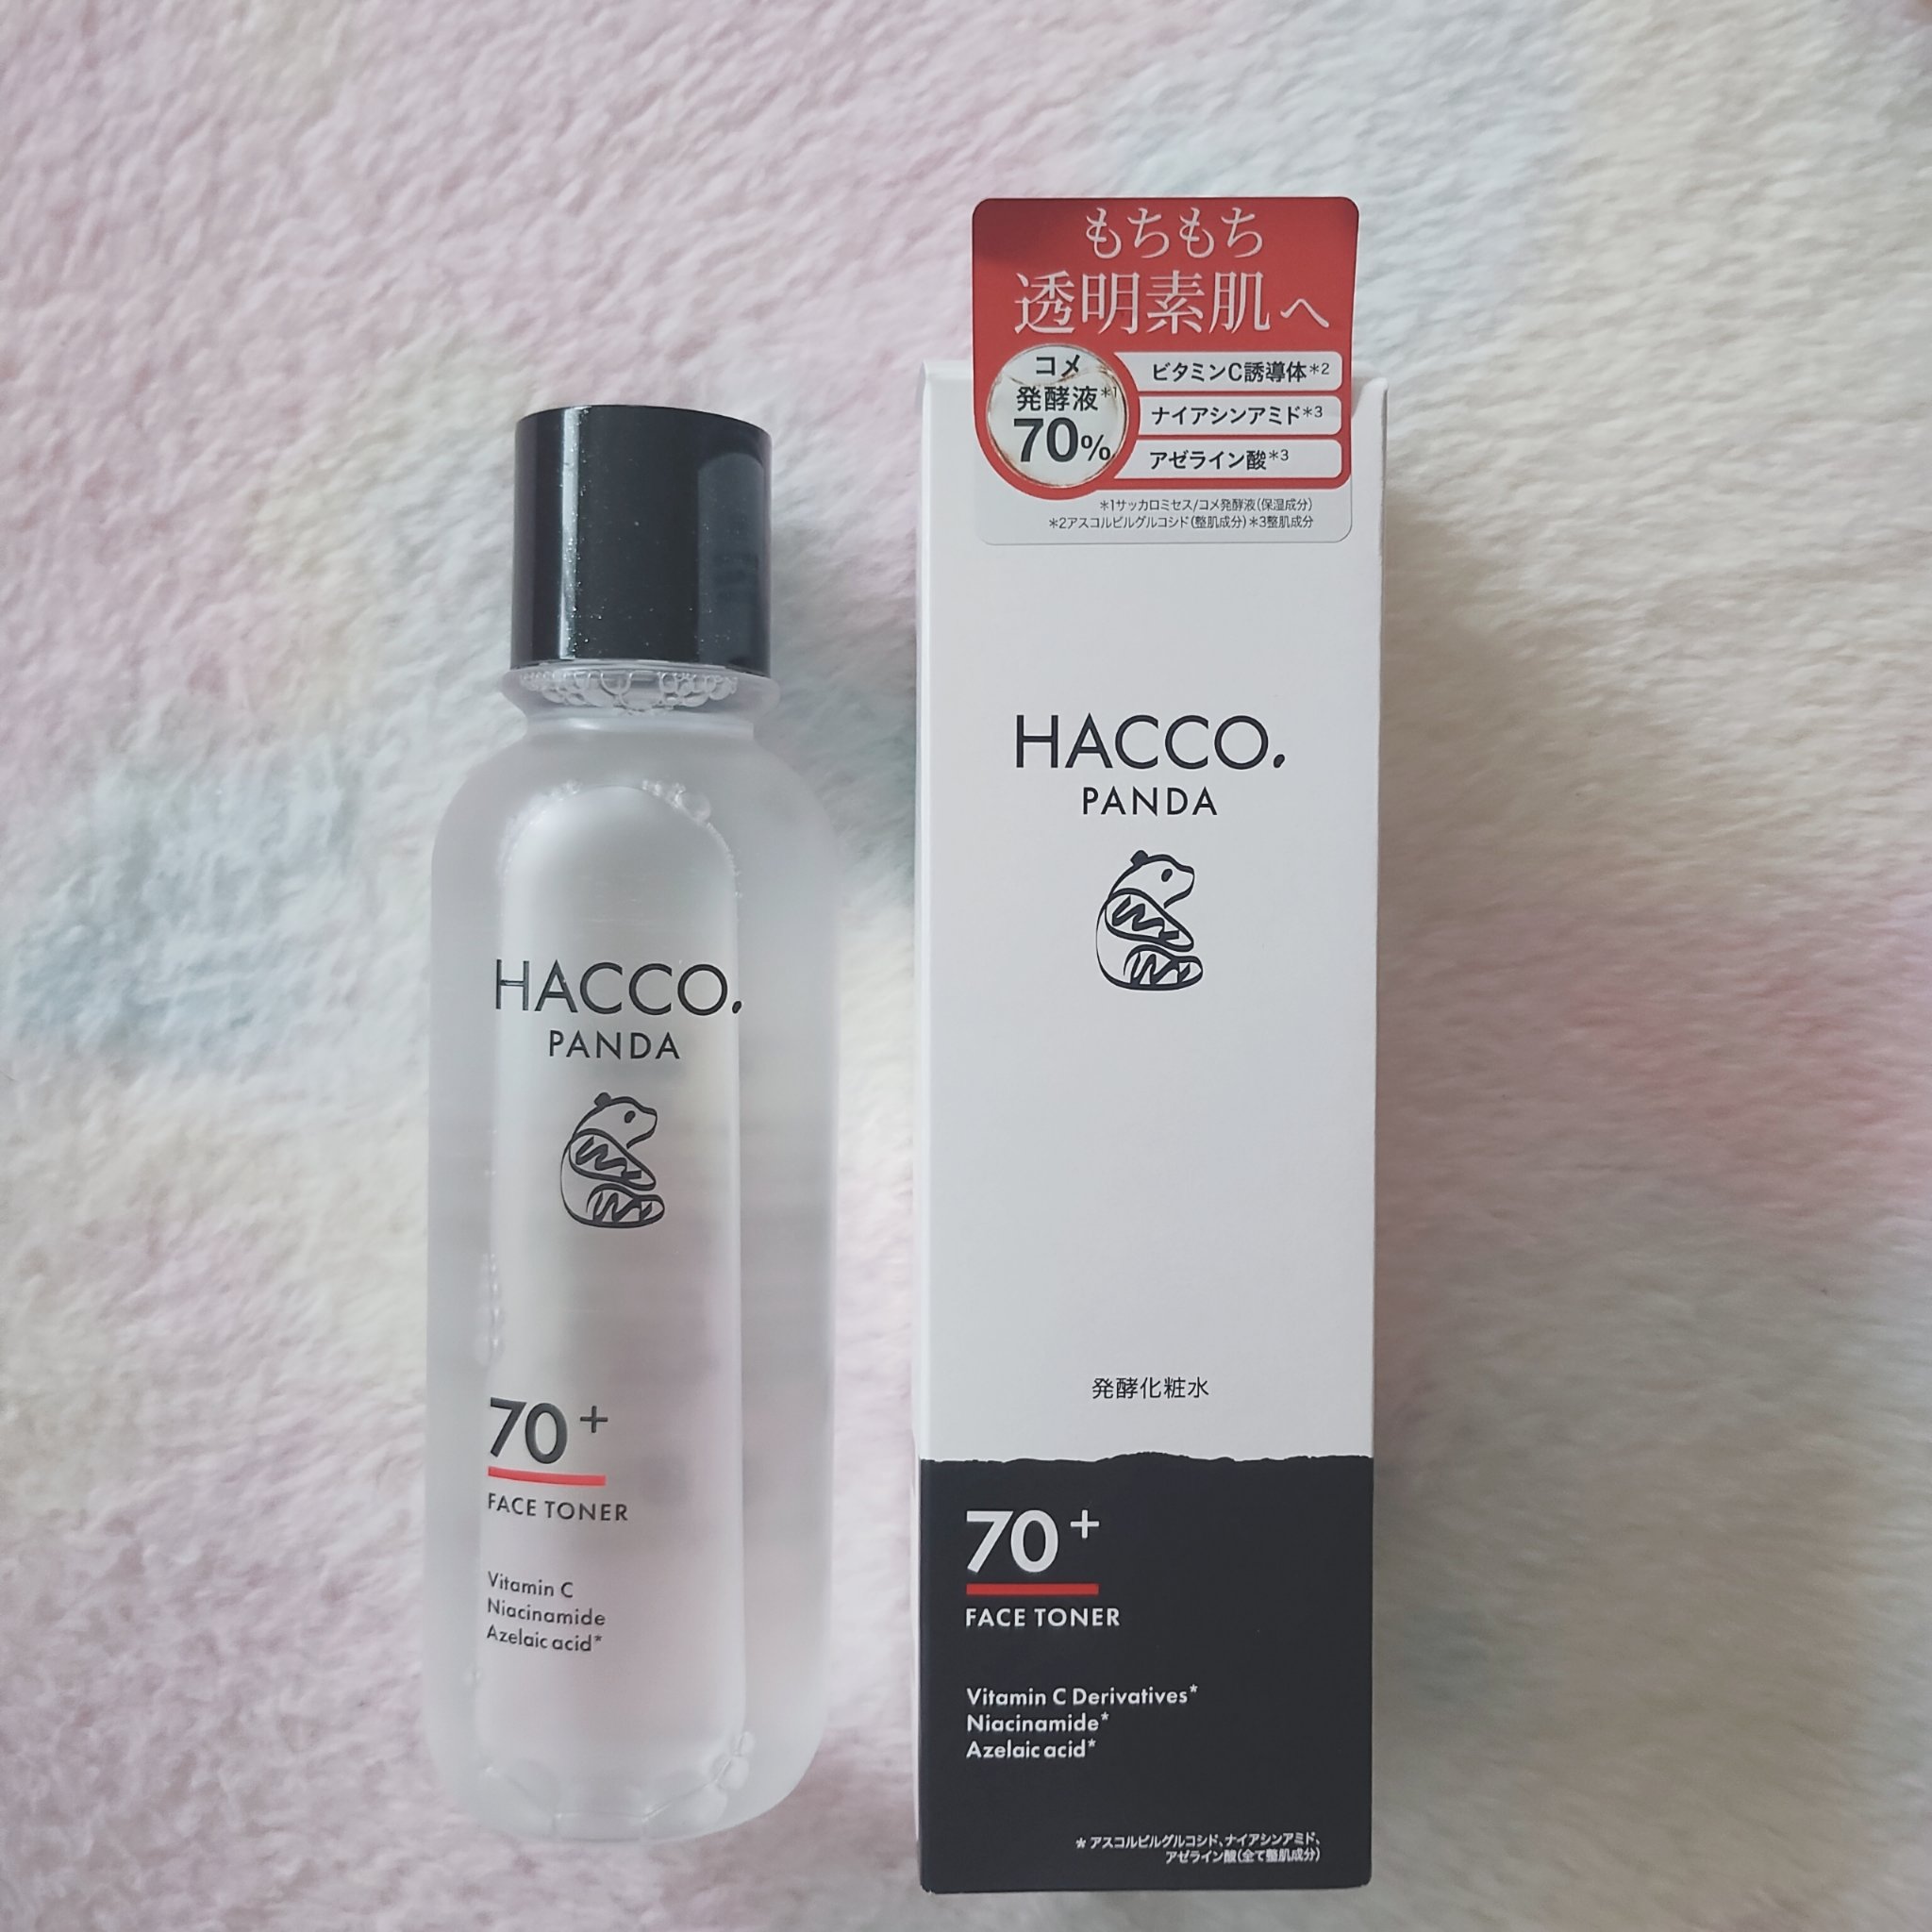 HACCO.
PANDA
70+
FACE TONER
Vitamin C
Niacinamide
Azelaic acid*
もちもち
透明素肌へ
コメ
発酵液*1
70%
ビタミンC誘導体*2
ナイアシンアミド*3
アゼライン酸*3
*1サッカロミセス/コメ発酵液(保湿成分)
*2アスコルビルグルコシド(整肌成分)*3整肌成分
HACCO.
PANDA
発酵化粧水
70+
FACE TONER
Vitamin C Derivatives*
Niacinamide*
Azelaic acid*
* アスコルビルグルコシド、ナイアシンアミド、
アゼライン酸(全て整肌成分)